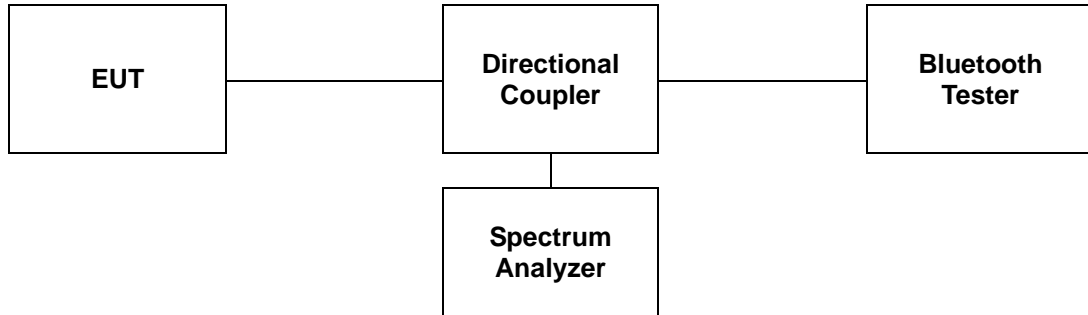 EUT
Directional
Coupler
Bluetooth
Tester
Spectrum
Analyzer